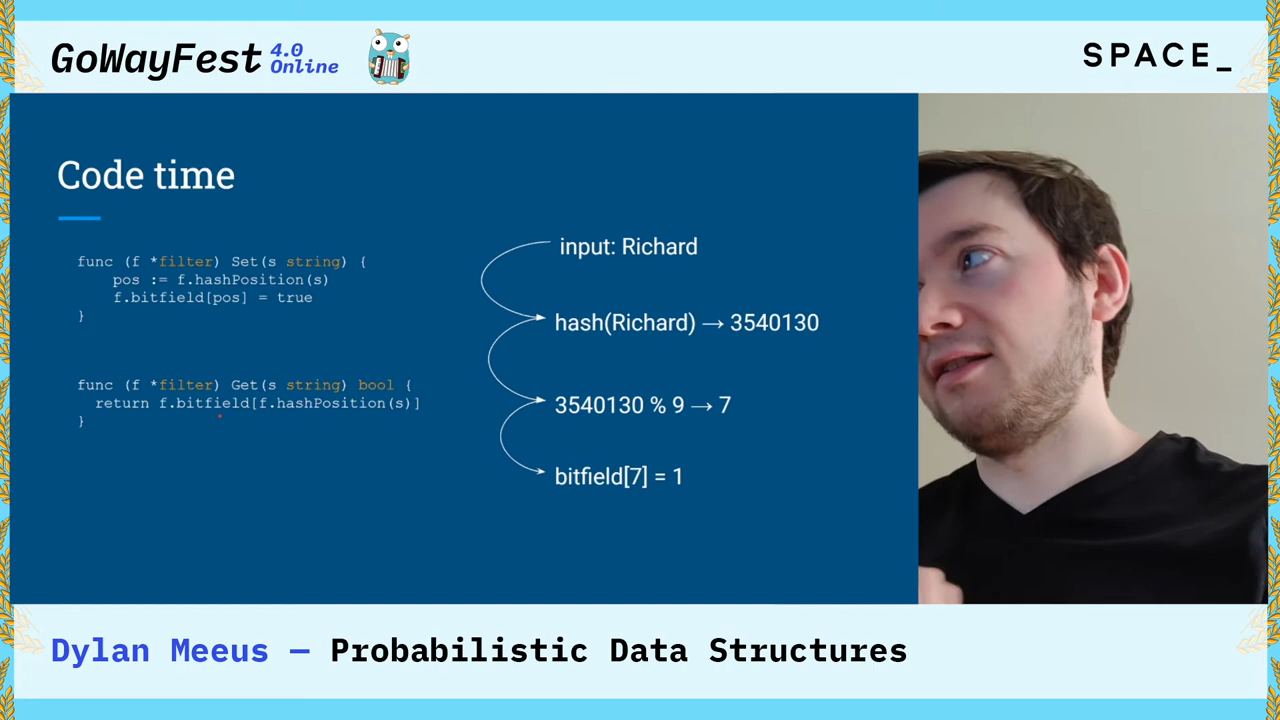 GoWayFest 4.0
Online
SPACE_
Code time
func (f *filter) Set(s string) {
pos := f.hashPosition(s)
f.bitfield[pos] = true
}
func (f *filter) Get(s string) bool {
return f.bitfield[f.hashPosition(s)]
}
input: Richard
hash(Richard) → 3540130
3540130 % 9 → 7
bitfield[7] = 1
Dylan Meeus — Probabilistic Data Structures